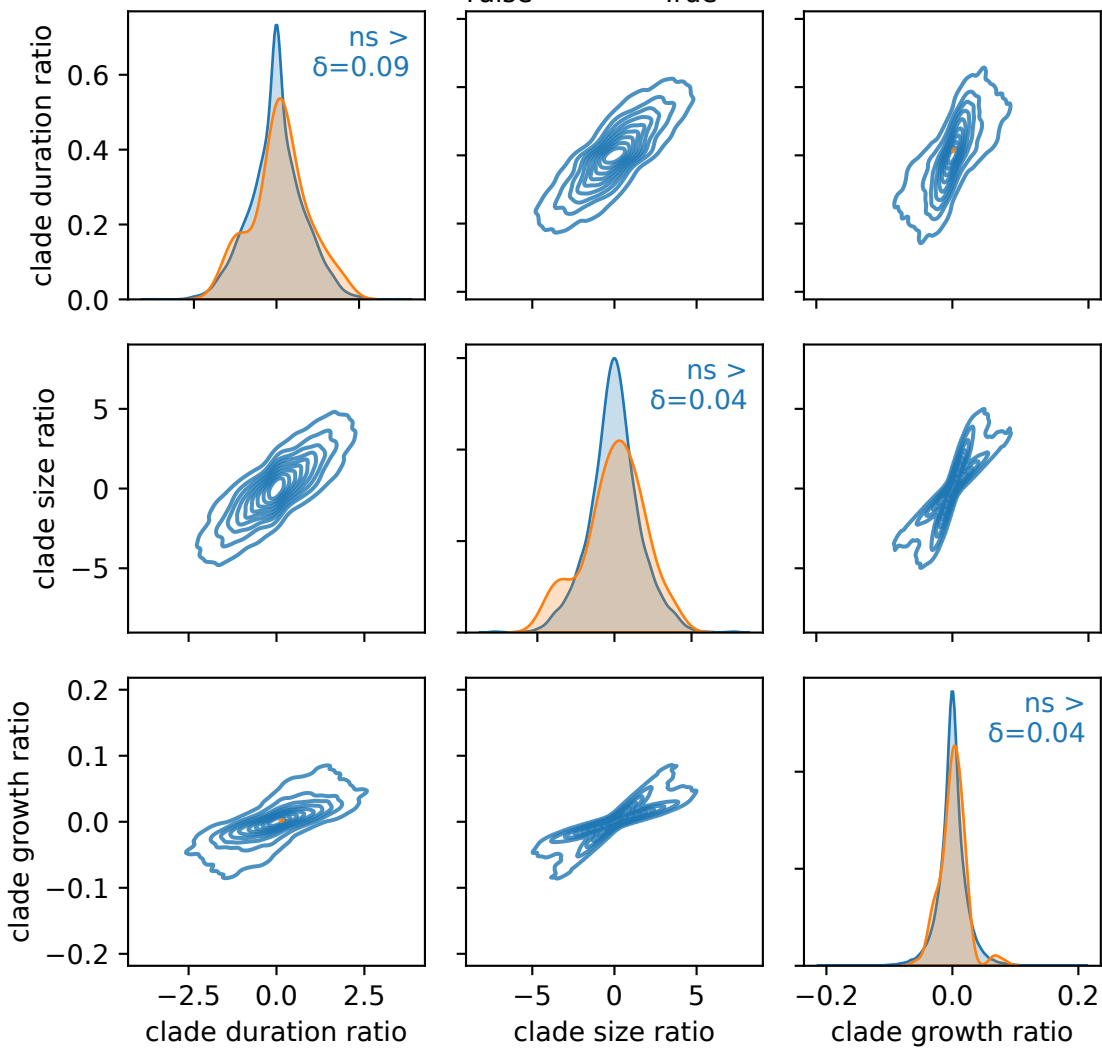 False True
clade duration ratio
0.6
0.4
0.2
0.0
ns >
δ=0.09
clade size ratio
5
0
−5
ns >
δ=0.04
clade growth ratio
0.2
0.1
0.0
−0.1
−0.2
ns >
δ=0.04
−2.5 0.0 2.5
−5 0 5
−0.2 0.0 0.2
clade duration ratio
clade size ratio
clade growth ratio